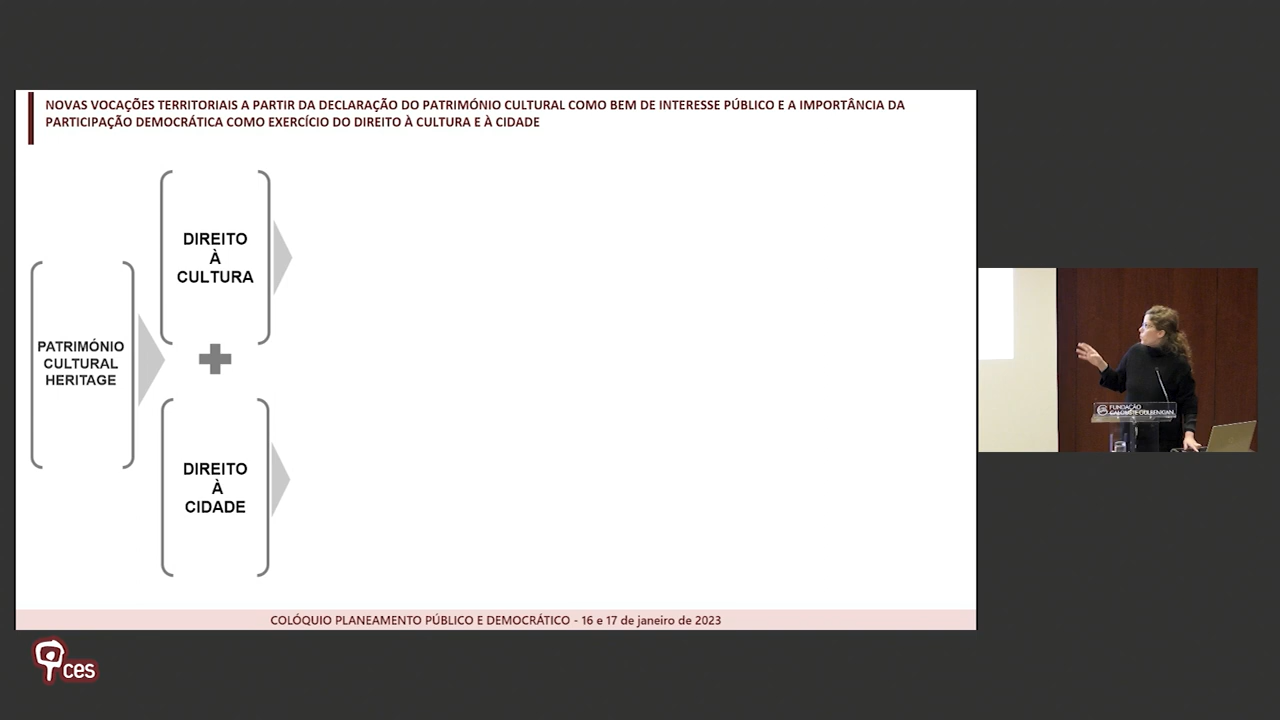 NOVAS VOCAÇÕES TERRITORIAIS A PARTIR DA DECLARAÇÃO DO PATRIMÓNIO CULTURAL COMO BEM DE INTERESSE PÚBLICO E A IMPORTÂNCIA DA
PARTICIPAÇÃO DEMOCRÁTICA COMO EXERCÍCIO DO DIREITO À CULTURA E À CIDADE
DIREITO
À
CULTURA
PATRIMÓNIO
CULTURAL
HERITAGE
DIREITO
À
CIDADE
FUNDAÇÃO
CALOUSTE GULBENKIAN
COLÓQUIO PLANEAMENTO PÚBLICO E DEMOCRÁTICO - 16 e 17 de janeiro de 2023
ces